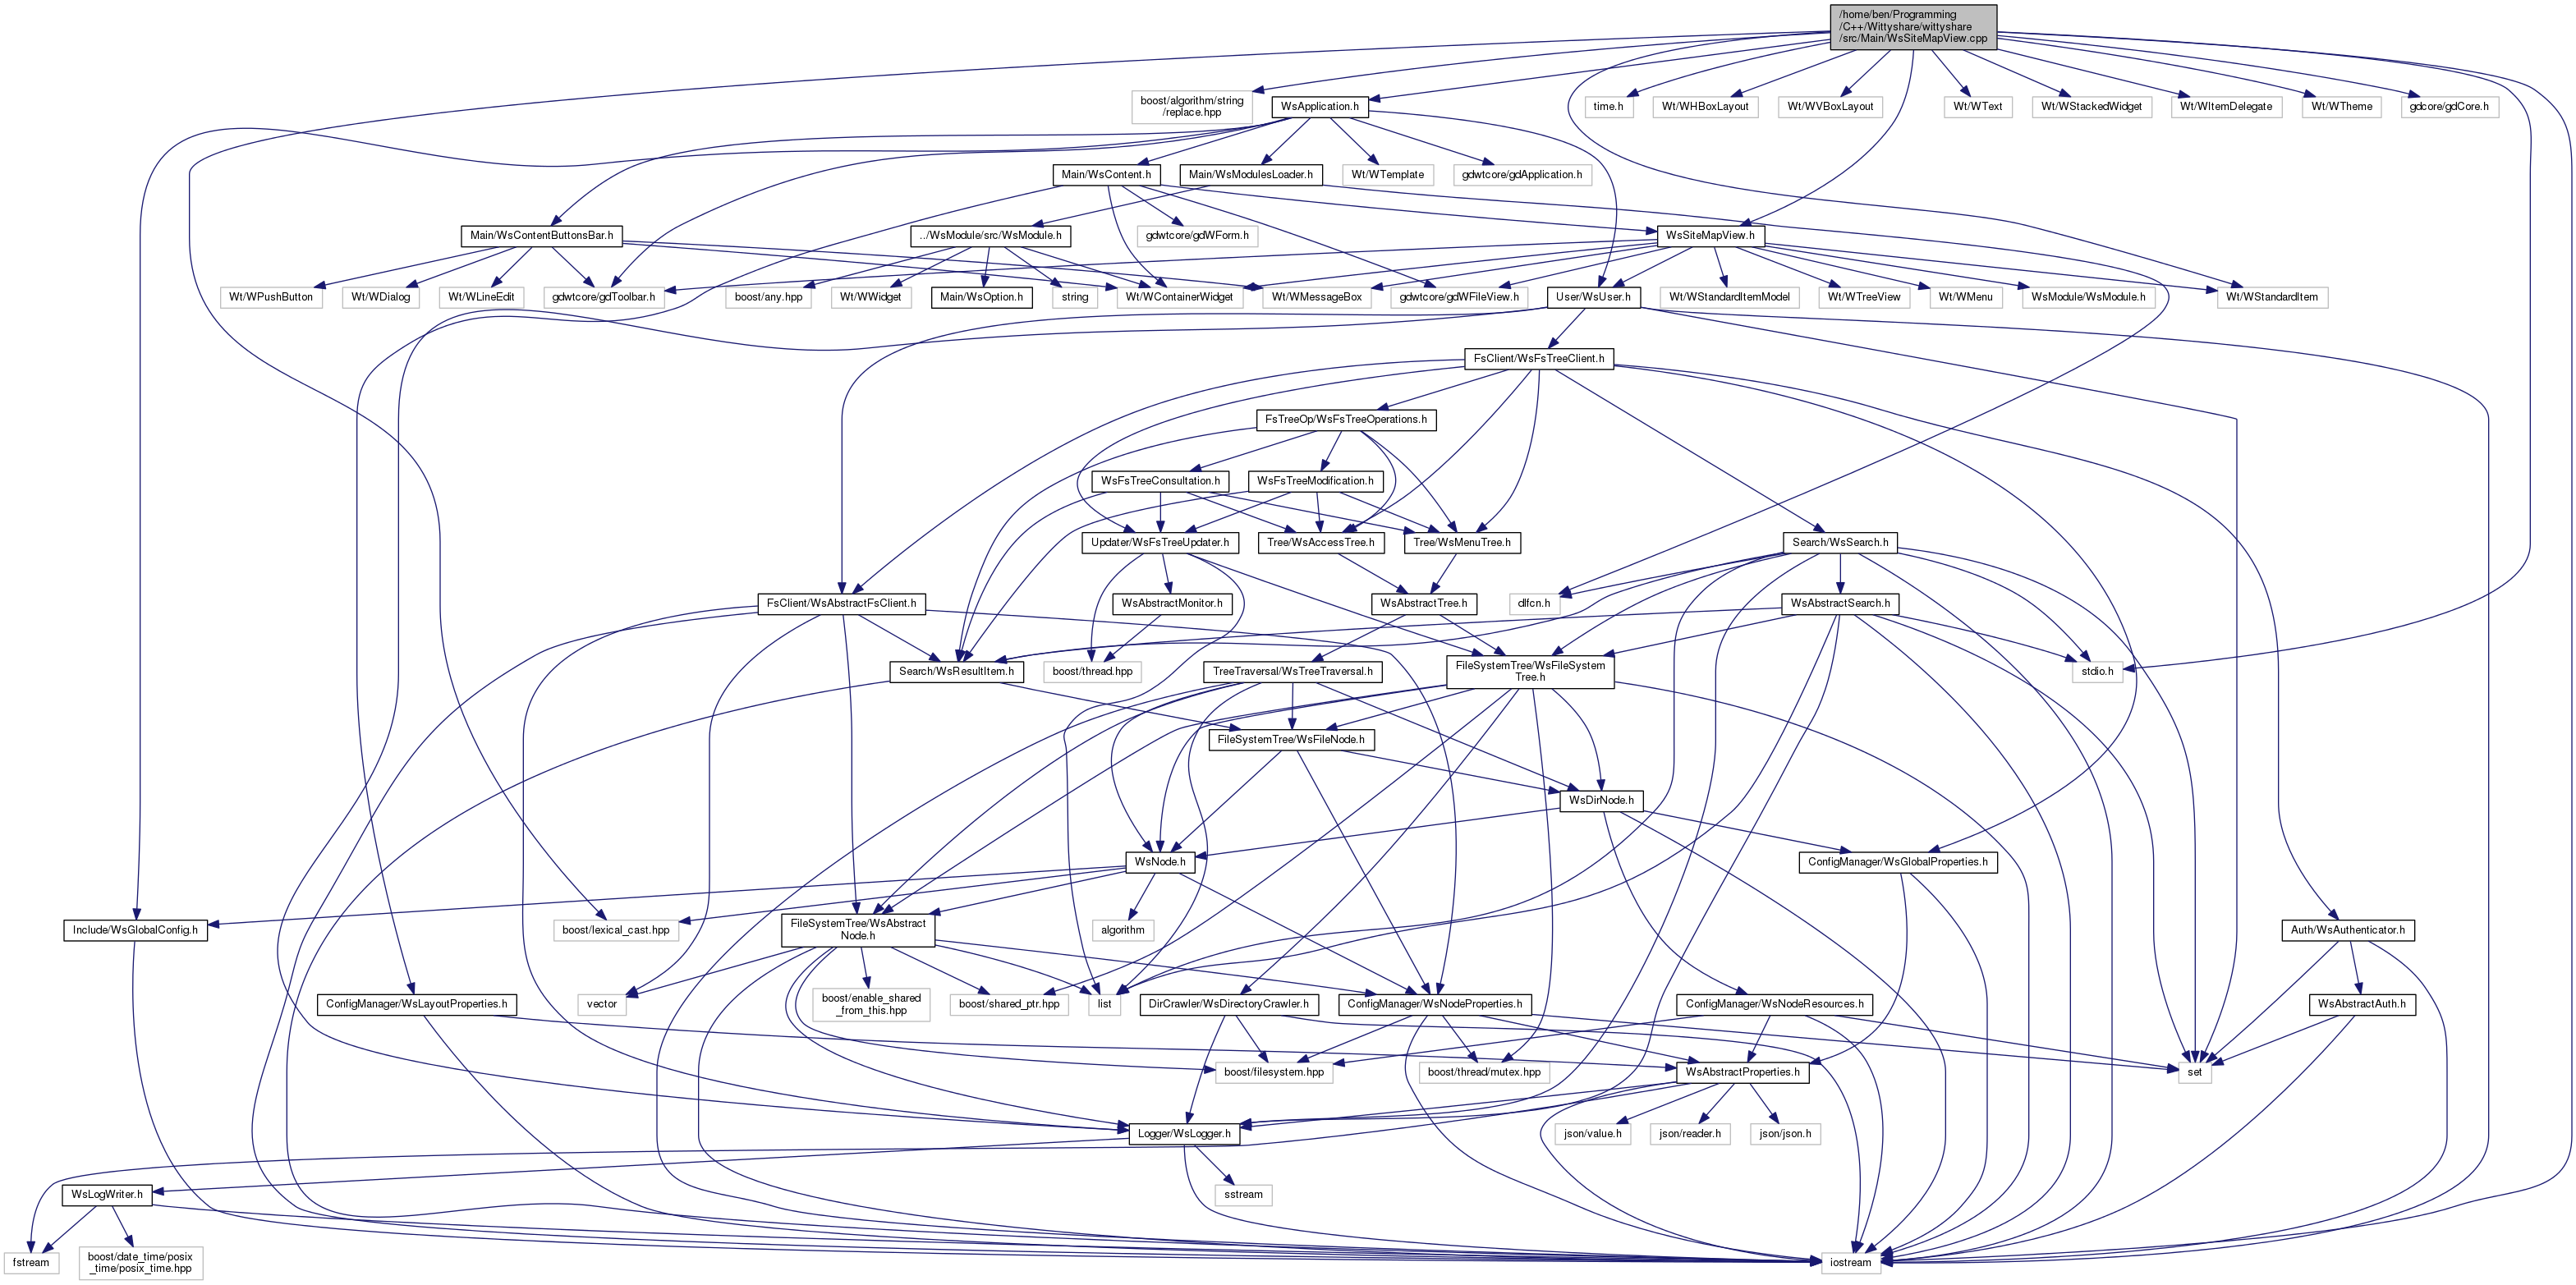 /home/ben/Programming
/C++/Wittyshare/wittyshare
/src/Main/WsSiteMapView.cpp
boost/algorithm/string
/replace.hpp
WsApplication.h
time.h
Wt/WHBoxLayout
Wt/WVBoxLayout
Wt/WText
Wt/WStackedWidget
Wt/WItemDelegate
Wt/WTheme
gdcore/gdCore.h
Main/WsContent.h
Main/WsModulesLoader.h
Wt/WTemplate
gdwtcore/gdApplication.h
Main/WsContentButtonsBar.h
../WsModule/src/WsModule.h
gdwtcore/gdWForm.h
WsSiteMapView.h
Wt/WPushButton
Wt/WDialog
Wt/WLineEdit
gdwtcore/gdToolbar.h
boost/any.hpp
Wt/WWidget
Main/WsOption.h
string
Wt/WContainerWidget
Wt/WMessageBox
gdwtcore/gdWFileView.h
User/WsUser.h
Wt/WStandardItemModel
Wt/WTreeView
Wt/WMenu
WsModule/WsModule.h
Wt/WStandardItem
FsClient/WsFsTreeClient.h
FsTreeOp/WsFsTreeOperations.h
WsFsTreeConsultation.h
WsFsTreeModification.h
Updater/WsFsTreeUpdater.h
Tree/WsAccessTree.h
Tree/WsMenuTree.h
Search/WsSearch.h
FsClient/WsAbstractFsClient.h
WsAbstractMonitor.h
WsAbstractTree.h
dlfcn.h
WsAbstractSearch.h
Search/WsResultItem.h
boost/thread.hpp
TreeTraversal/WsTreeTraversal.h
FileSystemTree/WsFileSystem
Tree.h
stdio.h
FileSystemTree/WsFileNode.h
WsDirNode.h
WsNode.h
ConfigManager/WsGlobalProperties.h
Include/WsGlobalConfig.h
boost/lexical_cast.hpp
FileSystemTree/WsAbstract
Node.h
algorithm
Auth/WsAuthenticator.h
ConfigManager/WsLayoutProperties.h
vector
boost/enable_shared
_from_this.hpp
boost/shared_ptr.hpp
list
DirCrawler/WsDirectoryCrawler.h
ConfigManager/WsNodeProperties.h
ConfigManager/WsNodeResources.h
WsAbstractAuth.h
boost/filesystem.hpp
boost/thread/mutex.hpp
WsAbstractProperties.h
set
Logger/WsLogger.h
json/value.h
json/reader.h
json/json.h
WsLogWriter.h
sstream
fstream
boost/date_time/posix
_time/posix_time.hpp
iostream